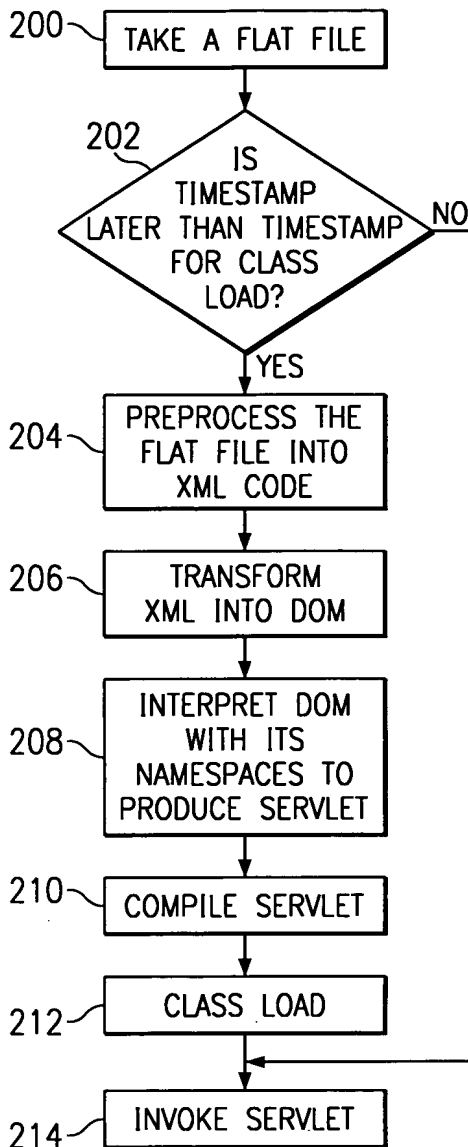 200
TAKE A FLAT FILE
202
IS
TIMESTAMP
LATER THAN TIMESTAMP
FOR CLASS
LOAD?
NO
YES
204
PREPROCESS THE
FLAT FILE INTO
XML CODE
206
TRANSFORM
XML INTO DOM
208
INTERPRET DOM
WITH ITS
NAMESPACES TO
PRODUCE SERVLET
210
COMPILE SERVLET
212
CLASS LOAD
214
INVOKE SERVLET